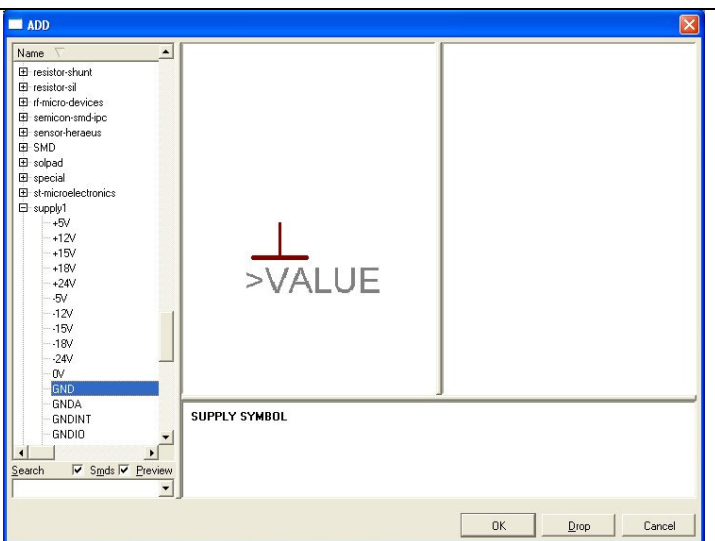 ADD
Name
resistor-shunt
resistor-sil
rf-micro-devices
semicon-smd-ipc
sensor-heraeus
SMD
solpad
special
st-microelectronics
supply1
+5V
+12V
+15V
+18V
+24V
-5V
-12V
-15V
-18V
-24V
0V
GND
GNDA
GNDINT
GNDIO
Search Smds Preview
>VALUE
SUPPLY SYMBOL
OK Drop Cancel